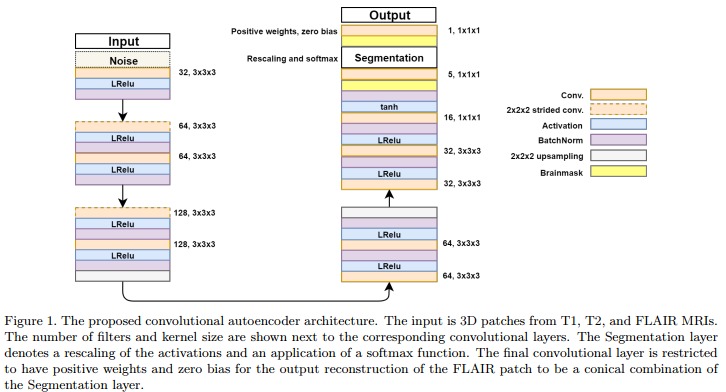 Input
Noise
32, 3x3x3
LRelu
64, 3x3x3
LRelu
64, 3x3x3
LRelu
128, 3x3x3
LRelu
128, 3x3x3
LRelu
Output
Positive weights, zero bias
1, 1x1x1
Rescaling and softmax
Segmentation
5, 1x1x1
tanh
16, 1x1x1
LRelu
32, 3x3x3
LRelu
32, 3x3x3
LRelu
64, 3x3x3
LRelu
64, 3x3x3
Conv.
2x2x2 strided conv.
Activation
BatchNorm
2x2x2 upsampling
Brainmask
Figure 1. The proposed convolutional autoencoder architecture. The input is 3D patches from T1, T2, and FLAIR MRIs.
The number of filters and kernel size are shown next to the corresponding convolutional layers. The Segmentation layer
denotes a rescaling of the activations and an application of a softmax function. The final convolutional layer is restricted
to have positive weights and zero bias for the output reconstruction of the FLAIR patch to be a conical combination of
the Segmentation layer.